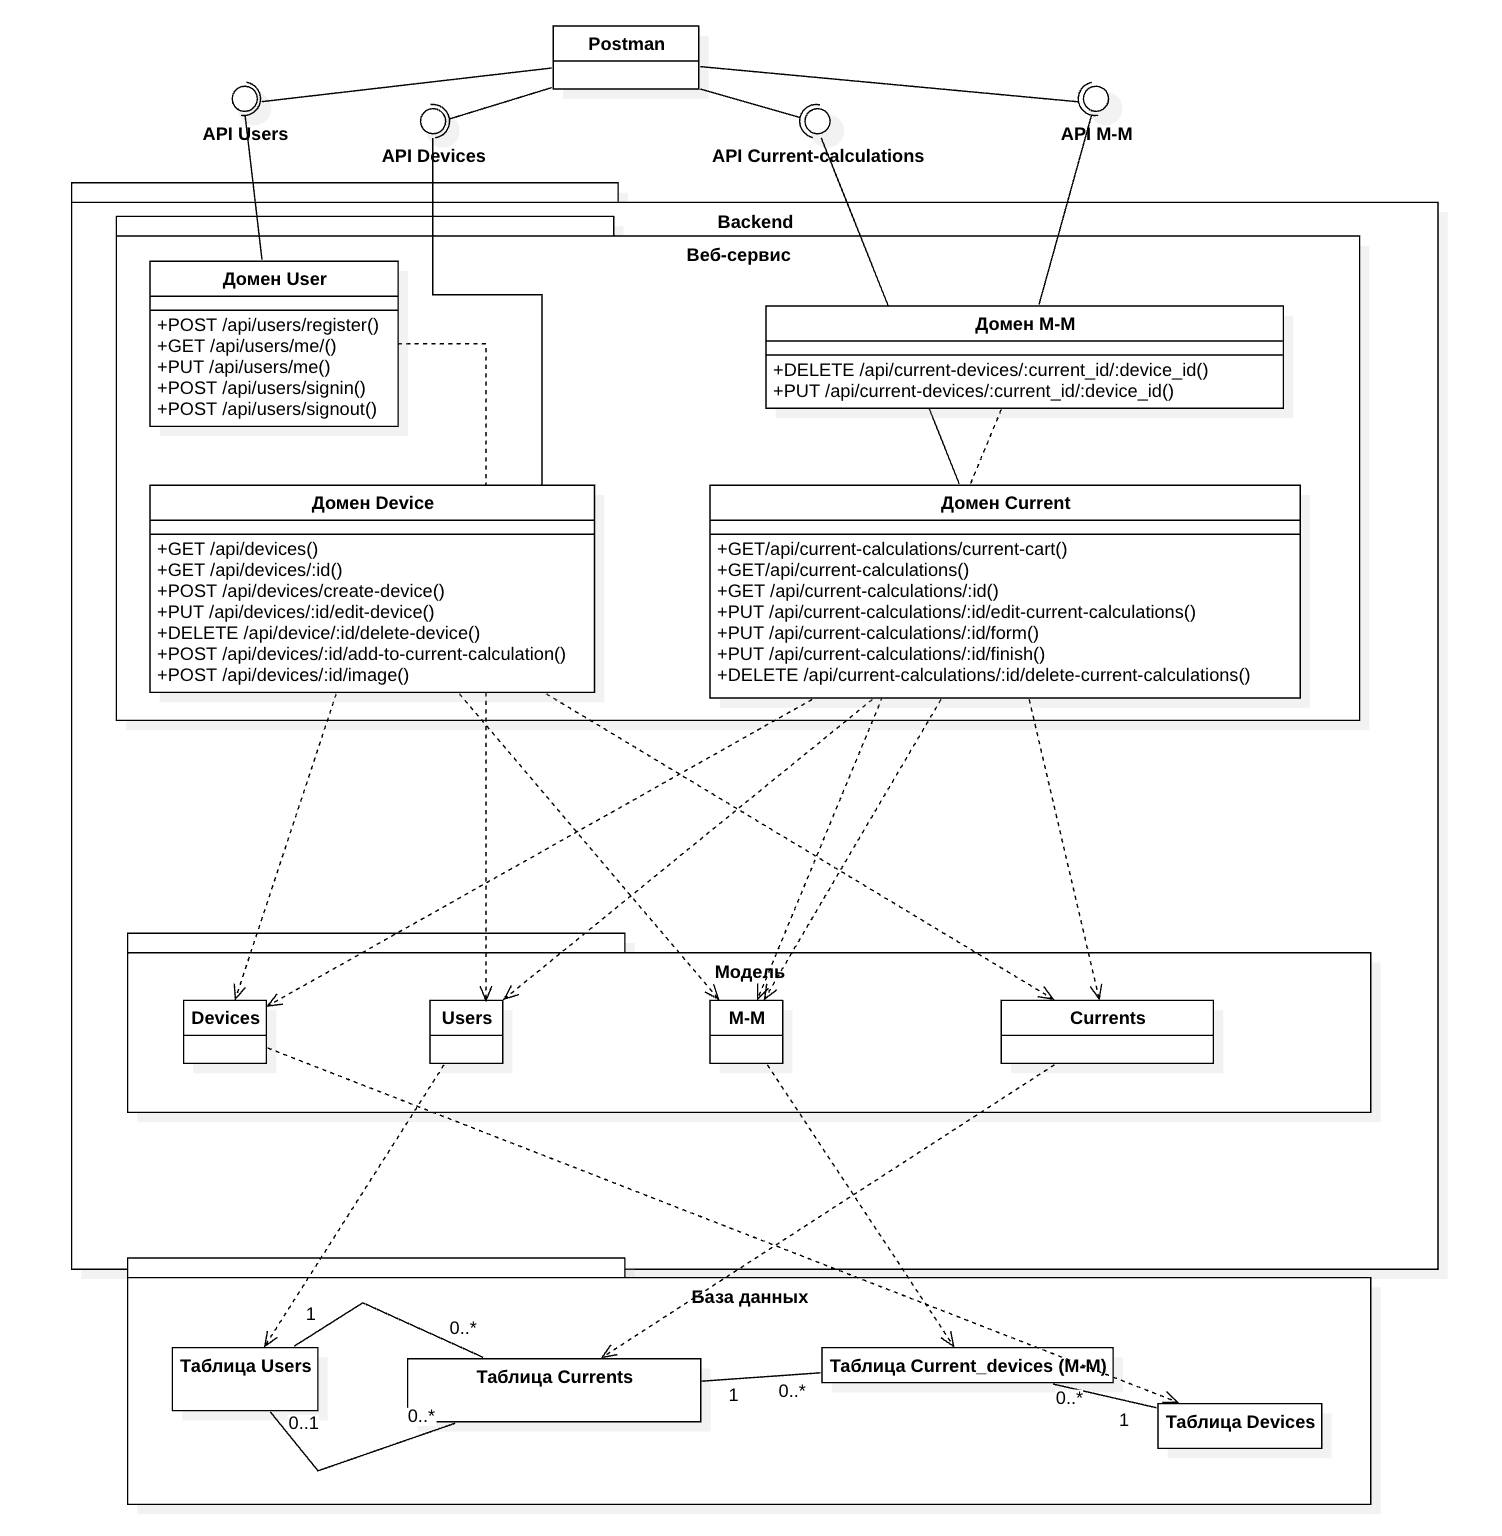 Postman
API Users
API Devices
API Current-calculations
API M-M
Backend
Веб-сервис
Домен User
+POST /api/users/register()
+GET /api/users/me/()
+PUT /api/users/me()
+POST /api/users/signin()
+POST /api/users/signout()
Домен M-M
+DELETE /api/current-devices/:current_id/:device_id()
+PUT /api/current-devices/:current_id/:device_id()
Домен Device
+GET /api/devices()
+GET /api/devices/:id()
+POST /api/devices/create-device()
+PUT /api/devices/:id/edit-device()
+DELETE /api/device/:id/delete-device()
+POST /api/devices/:id/add-to-current-calculation()
+POST /api/devices/:id/image()
Домен Current
+GET/api/current-calculations/current-cart()
+GET/api/current-calculations()
+GET /api/current-calculations/:id()
+PUT /api/current-calculations/:id/edit-current-calculations()
+PUT /api/current-calculations/:id/form()
+PUT /api/current-calculations/:id/finish()
+DELETE /api/current-calculations/:id/delete-current-calculations()
Модель
Devices
Users
M-M
Currents
База данных
1
0..*
Таблица Users
Таблица Currents
Таблица Current_devices (M-M)
1
0..*
0..*
0..1
0..*
1
Таблица Devices